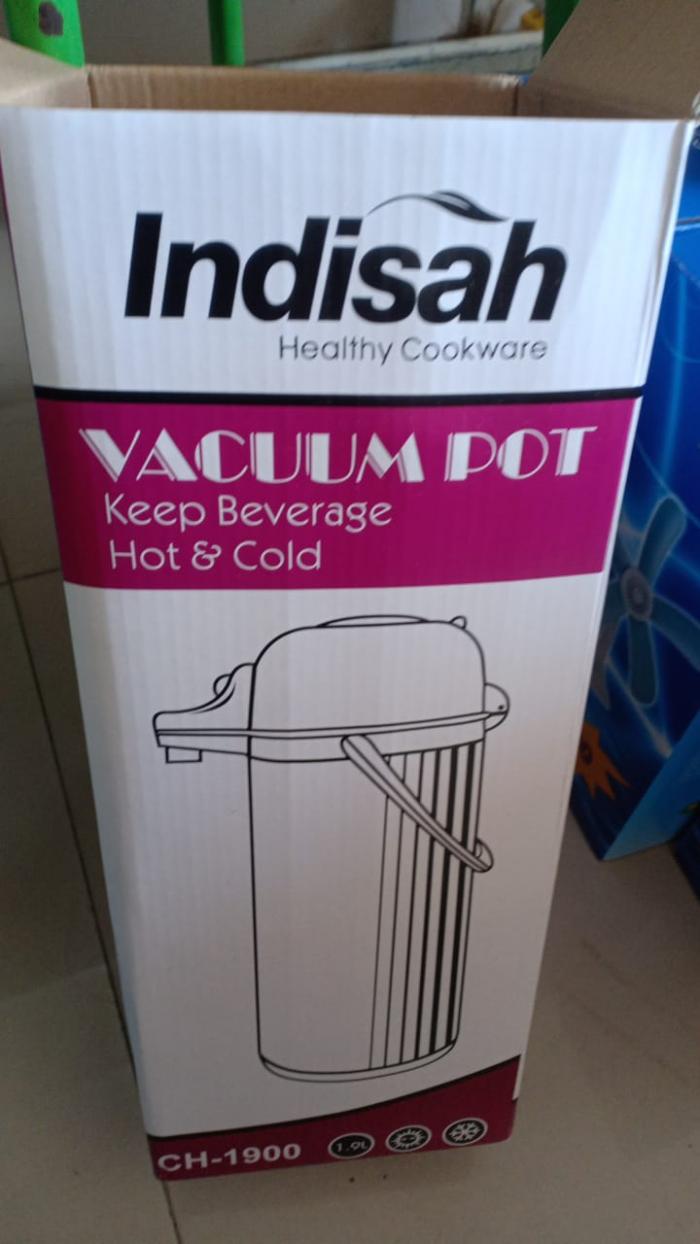 Indisah
Healthy Cookware
VACUUM POT
Keep Beverage
Hot & Cold
CH-1900 1.9L